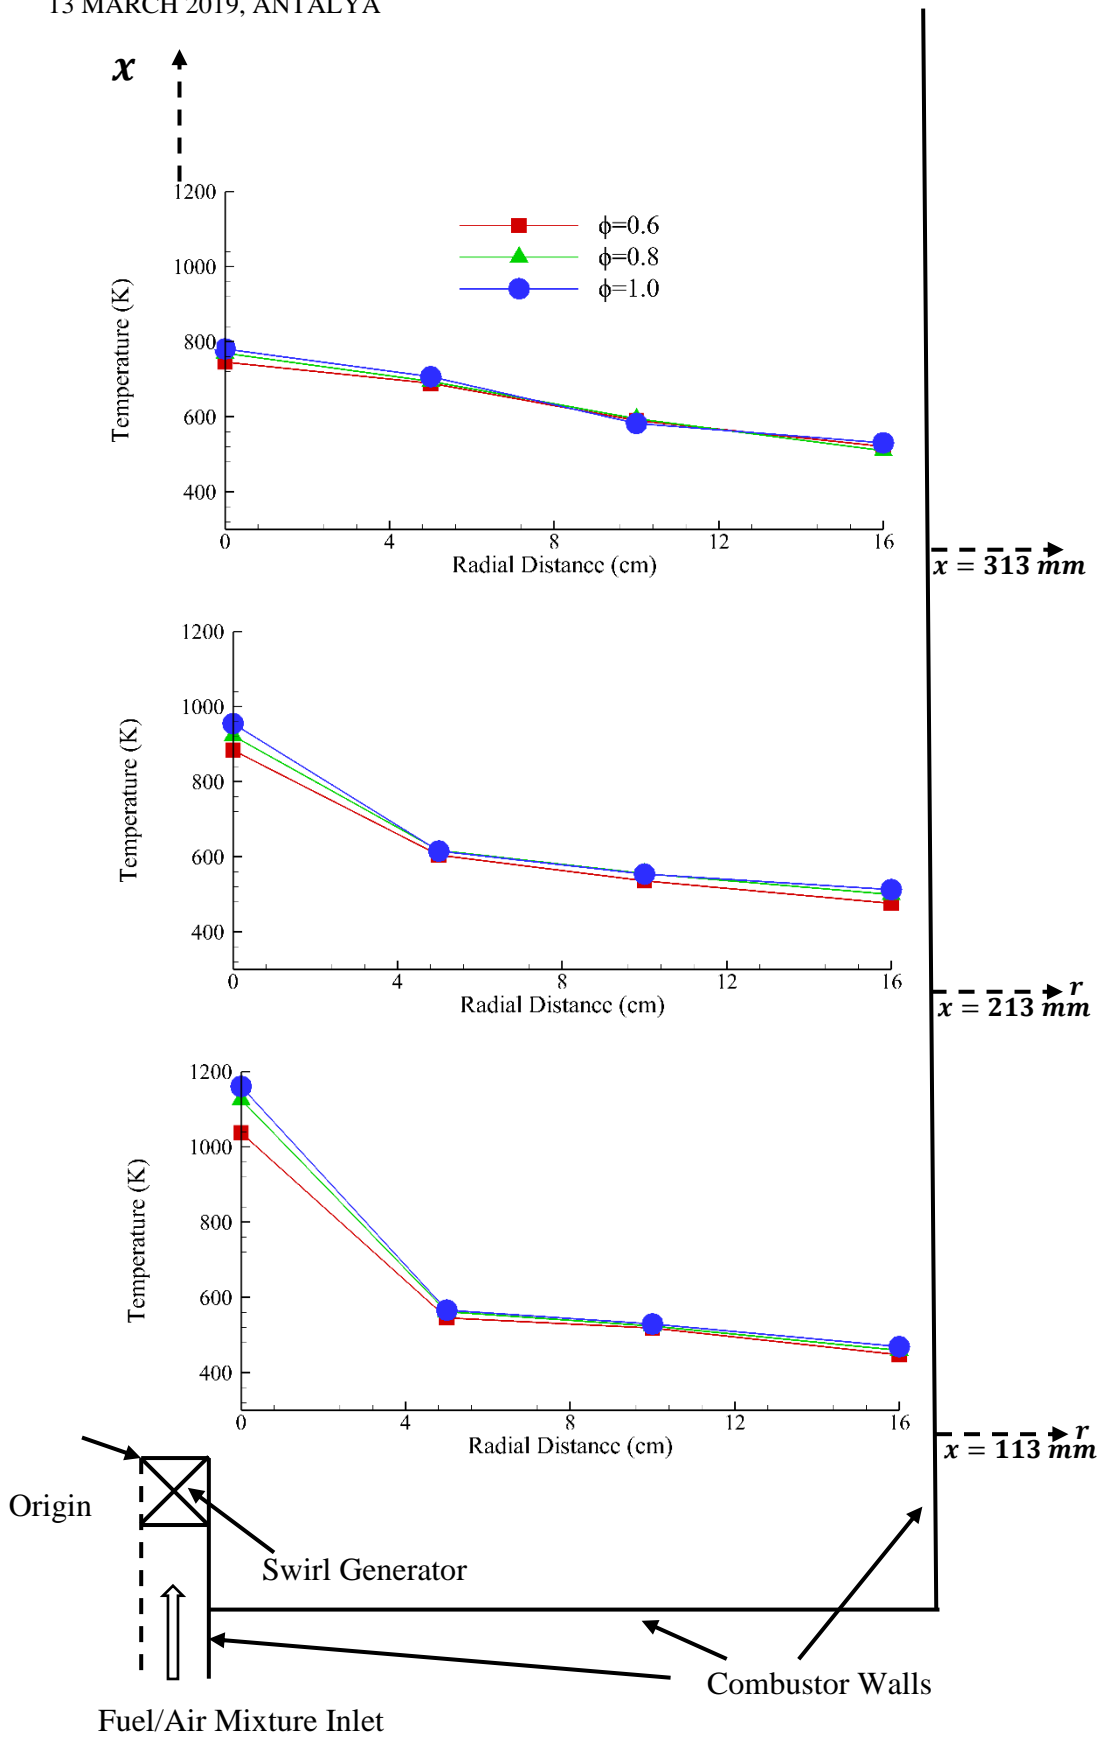 13 MARCH 2019, ANTALYA
x
1200
1000
800
600
400
0 4 8 12 16
Temperature (K)
Radial Distance (cm)
ϕ=0.6
ϕ=0.8
ϕ=1.0
x = 313 mm
1200
1000
800
600
400
0 4 8 12 16
Temperature (K)
Radial Distance (cm)
r
x = 213 mm
1200
1000
800
600
400
0 4 8 12 16
Temperature (K)
Radial Distance (cm)
r
x = 113 mm
Origin
Swirl Generator
Combustor Walls
Fuel/Air Mixture Inlet